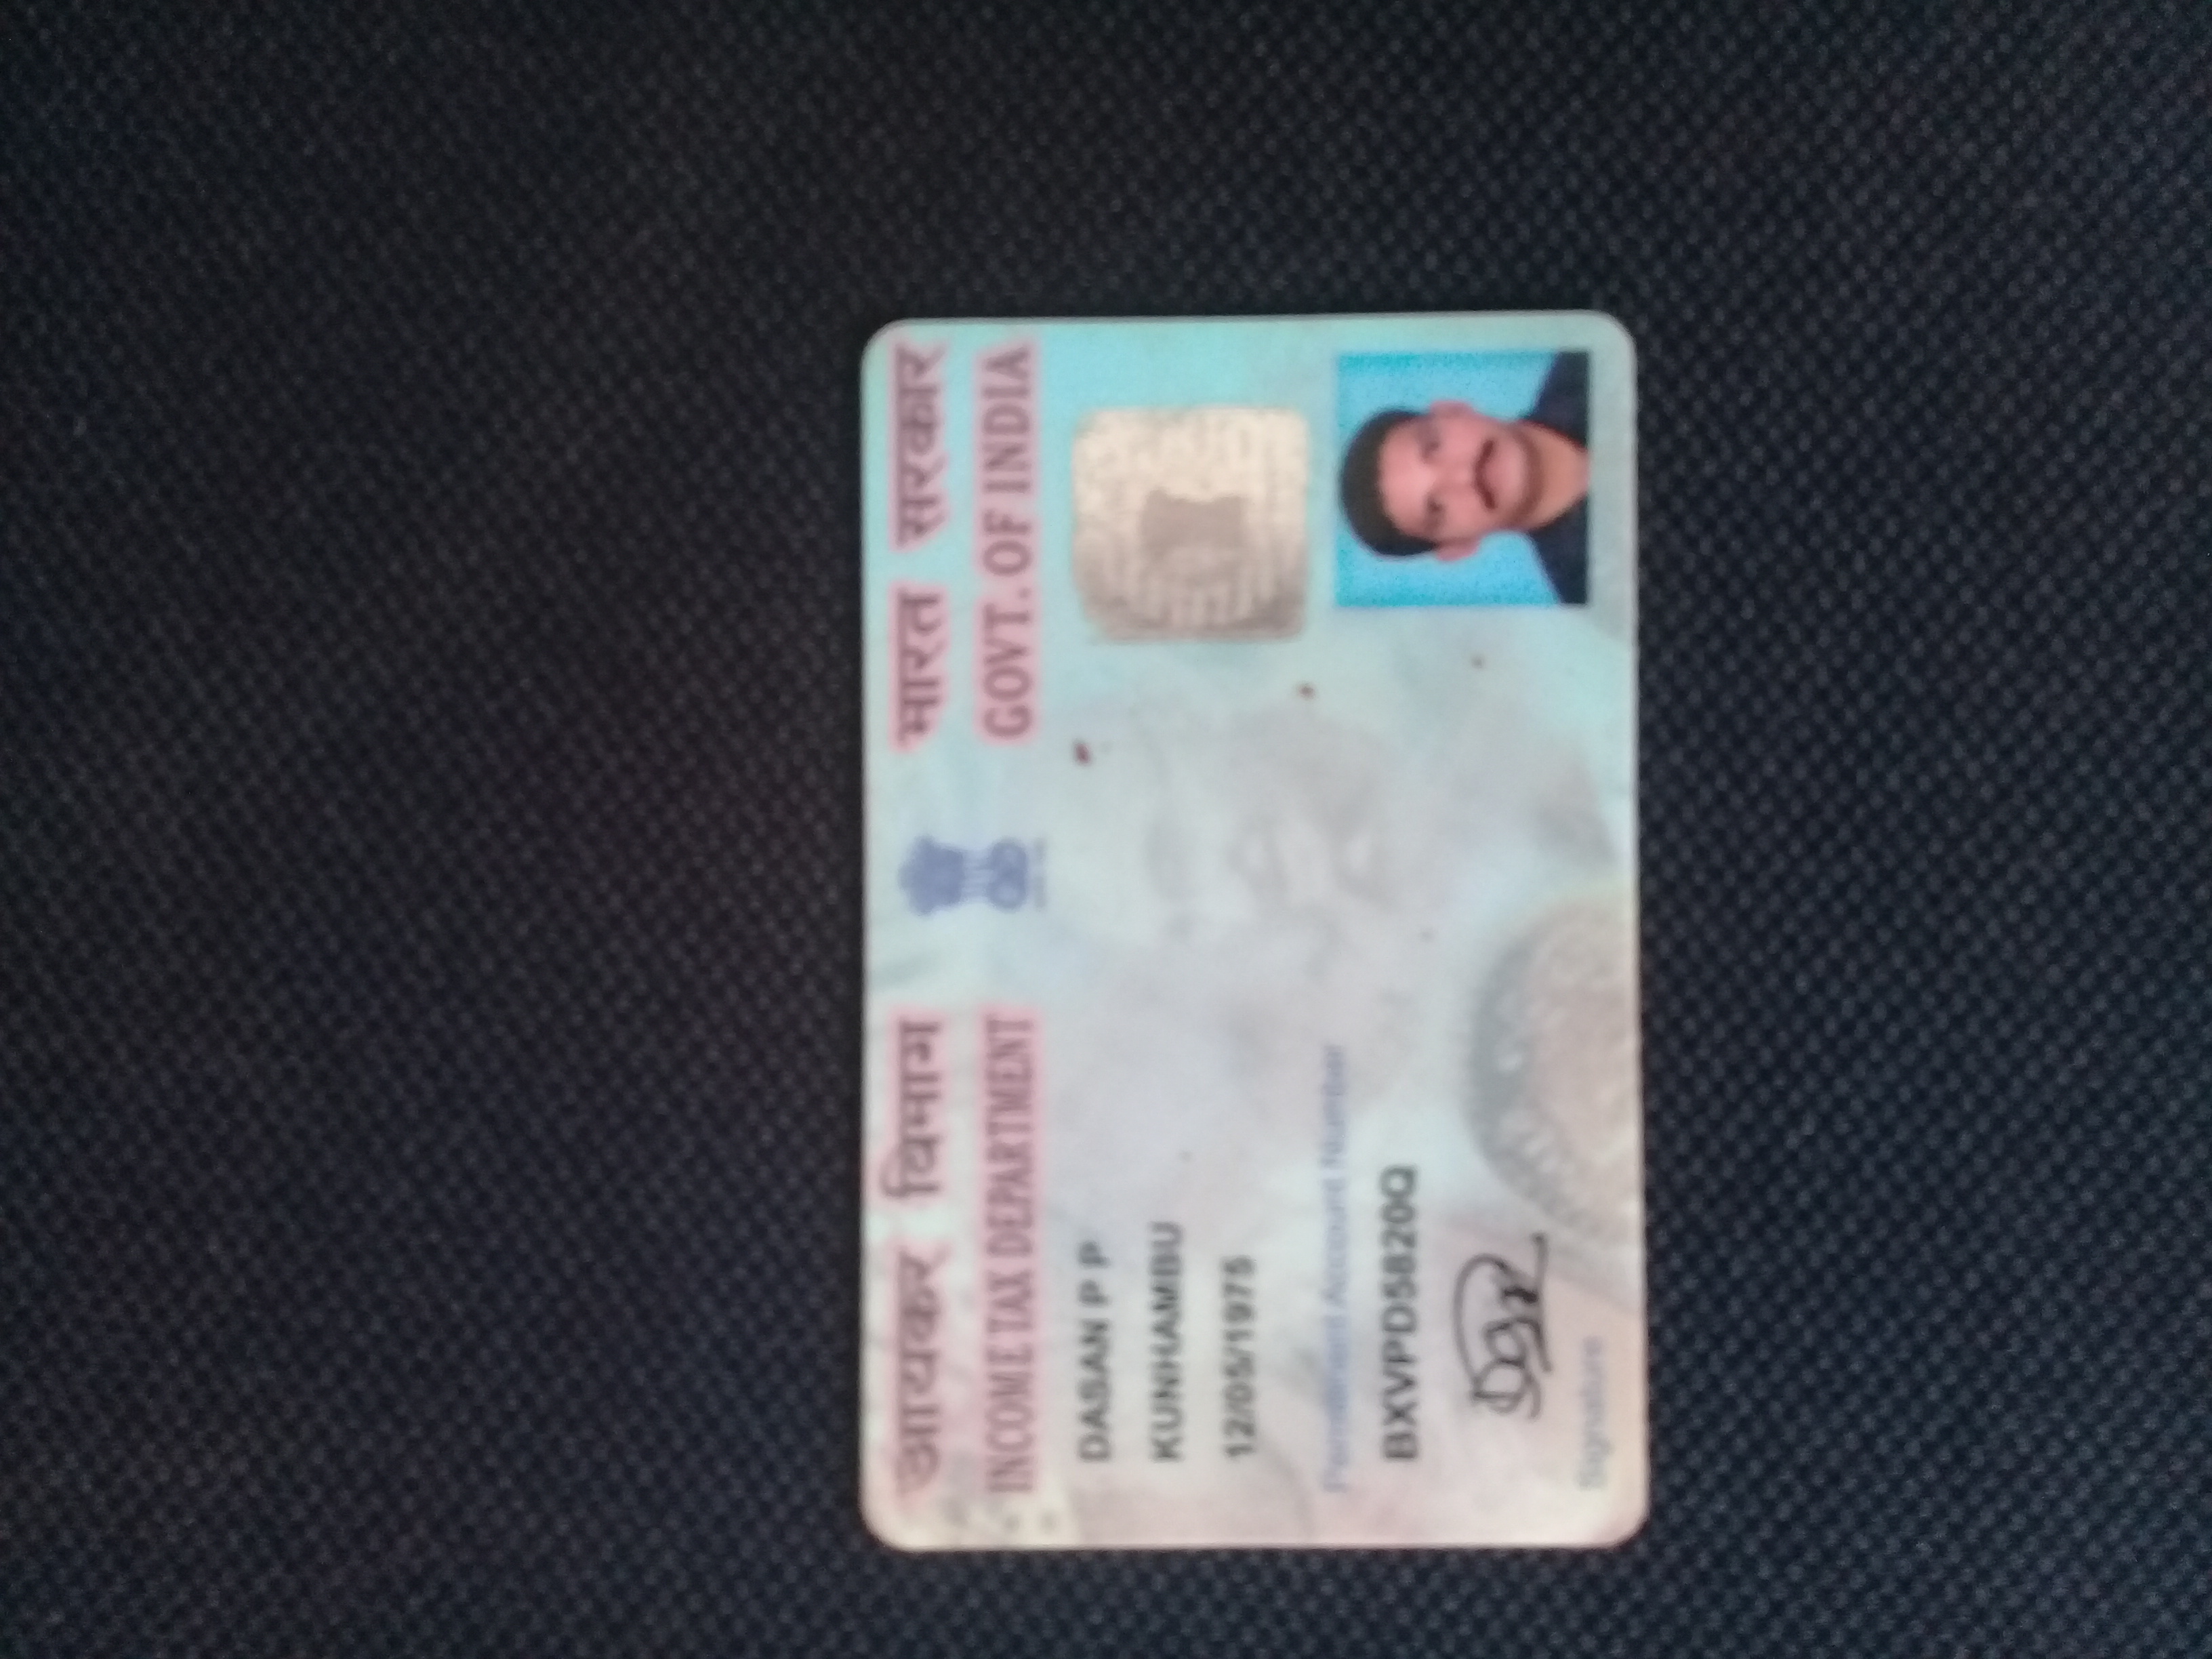 आयकर विभाग
भारत सरकार
INCOME TAX DEPARTMENT
GOVT. OF INDIA
DASAN P P
KUNHAMBU
12/05/1975
Permanent Account Number
BXVPD5820Q
Signature